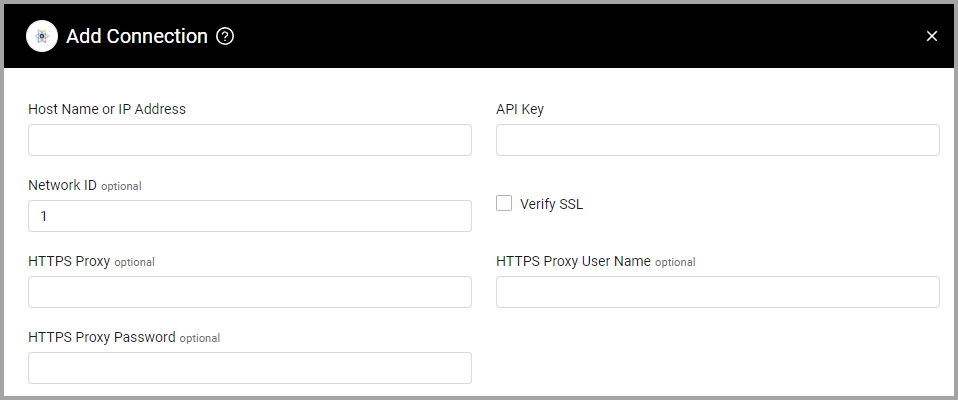 Add Connection ?
Host Name or IP Address
API Key
Network ID optional
1
Verify SSL
HTTPS Proxy optional
HTTPS Proxy User Name optional
HTTPS Proxy Password optional